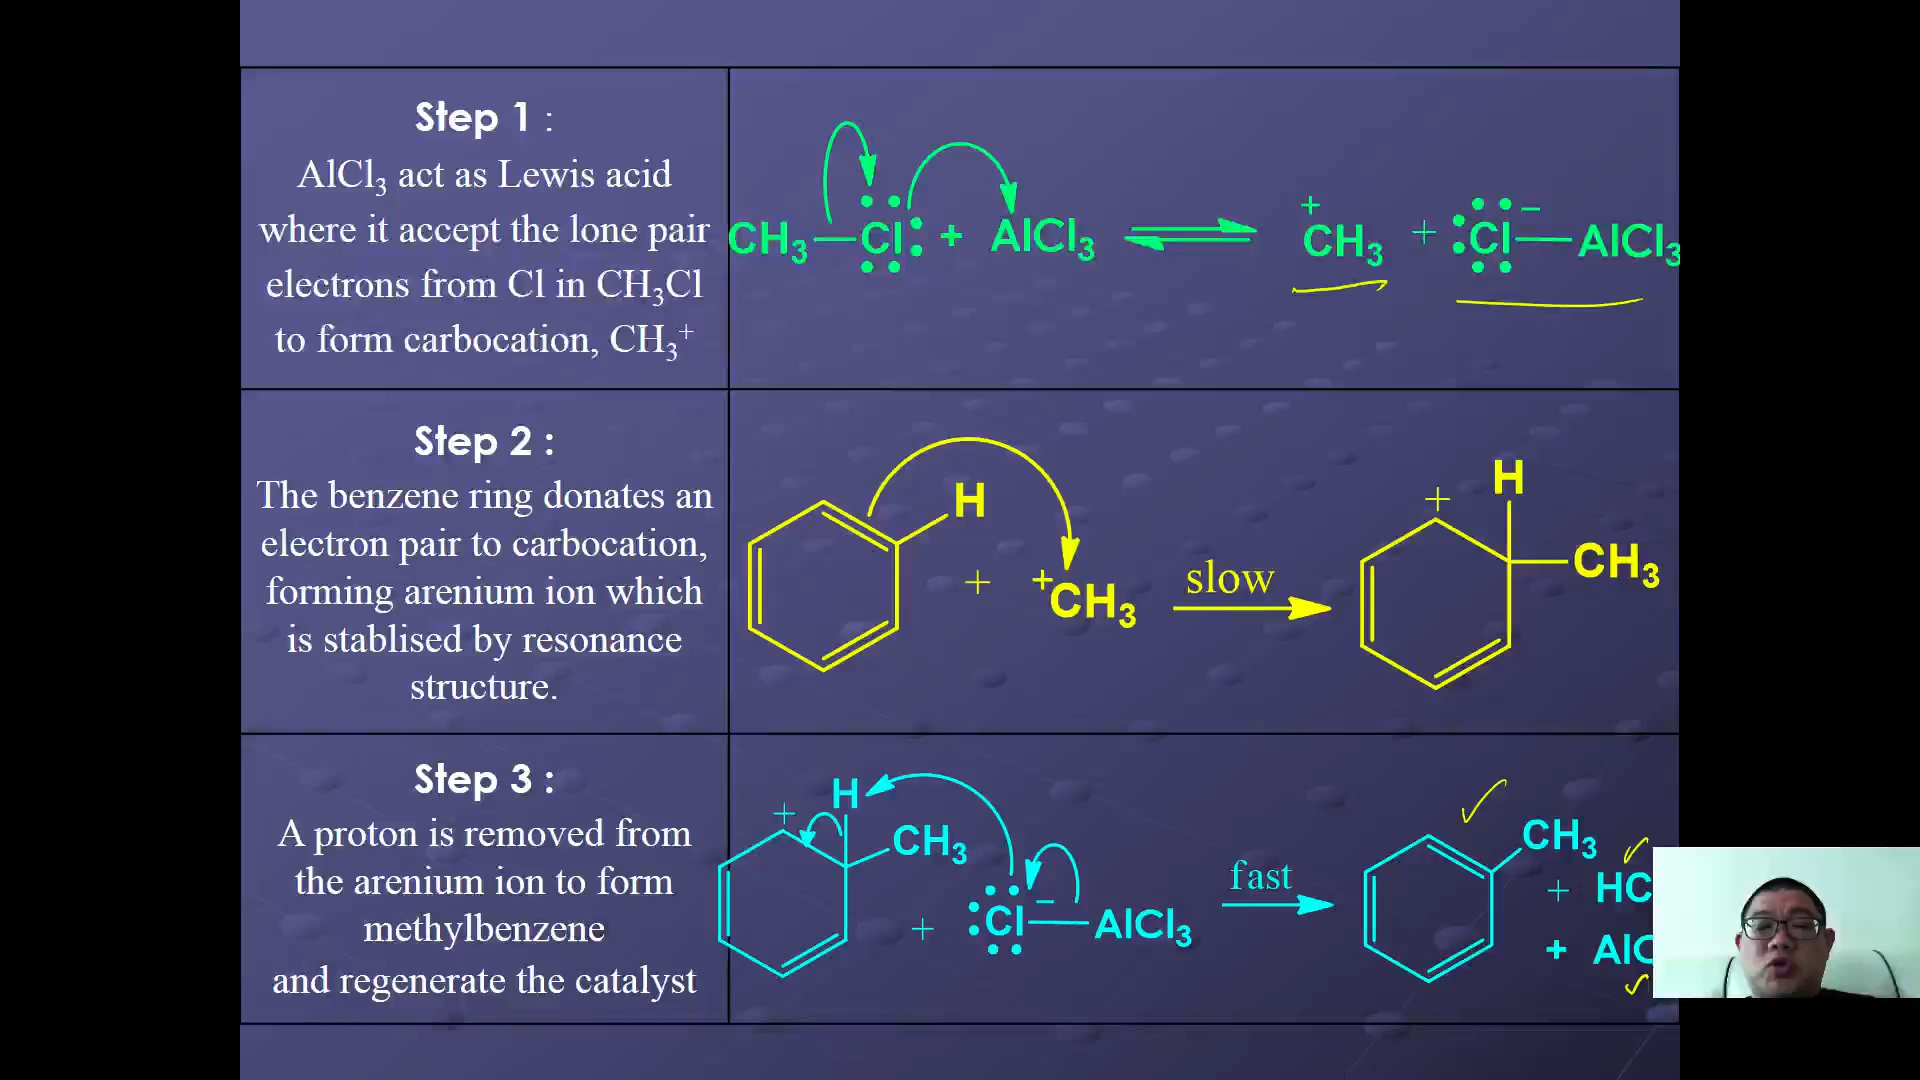 Step 1 :
AlCl₃ act as Lewis acid
where it accept the lone pair
electrons from Cl in CH₃Cl
to form carbocation, CH₃⁺
CH₃—Cl + AlCl₃ ⇌ ⁺CH₃ + Cl⁻—AlCl₃
Step 2 :
The benzene ring donates an
electron pair to carbocation,
forming arenium ion which
is stablised by resonance
structure.
H + ⁺CH₃ slow + H CH₃
Step 3 :
A proton is removed from
the arenium ion to form
methylbenzene
and regenerate the catalyst
+ H CH₃ + Cl⁻—AlCl₃ fast CH₃
+
+